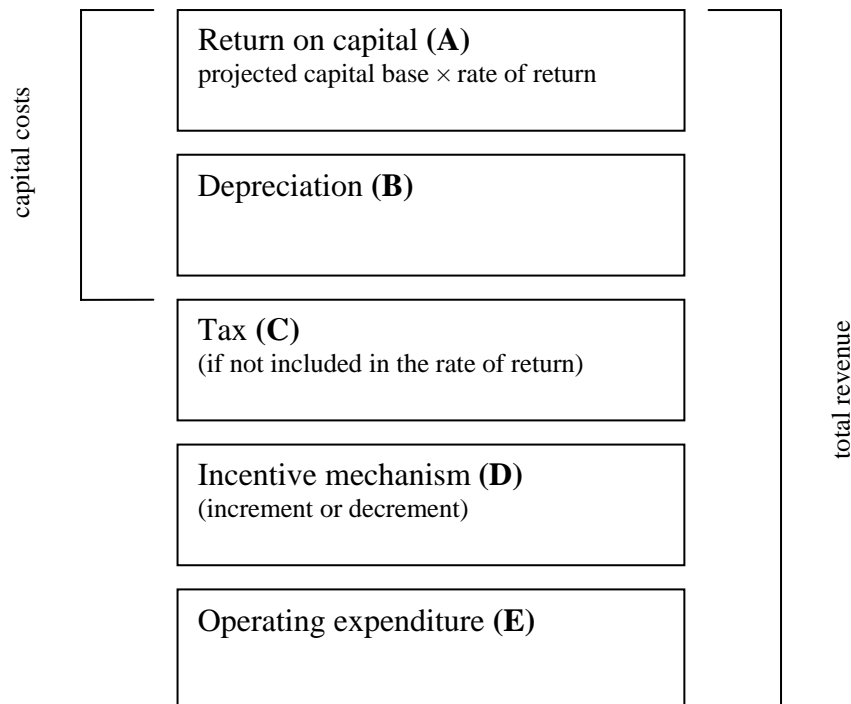 Return on capital (A)
projected capital base × rate of return
capital costs
Depreciation (B)
Tax (C)
(if not included in the rate of return)
total revenue
Incentive mechanism (D)
(increment or decrement)
Operating expenditure (E)